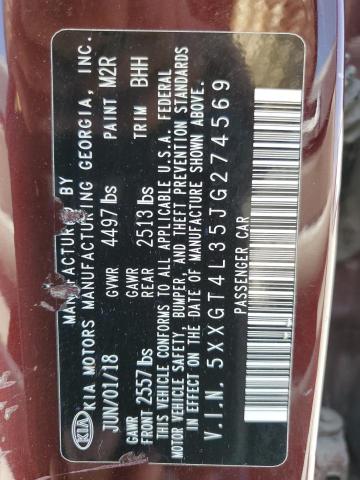 KIA
MANUFACTURED BY
KIA MOTORS MANUFACTURING GEORGIA, INC.
JUN/01/18 GVWR 4497 lbs PAINT M2R
GAWR FRONT 2557 lbs GAWR REAR 2513 lbs TRIM BHH
THIS VEHICLE CONFORMS TO ALL APPLICABLE U.S.A. FEDERAL
MOTOR VEHICLE SAFETY, BUMPER, AND THEFT PREVENTION STANDARDS
IN EFFECT ON THE DATE OF MANUFACTURE SHOWN ABOVE.
V.I.N. 5XXGT4L35JG274569
PASSENGER CAR